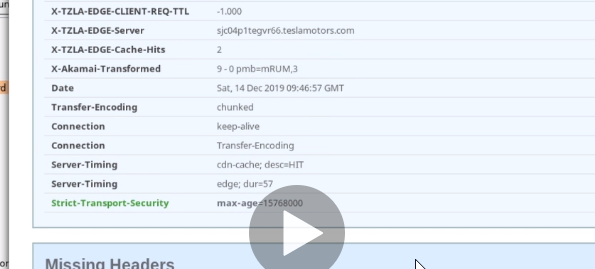 X-TZLA-EDGE-CLIENT-REQ-TTL -1.000
X-TZLA-EDGE-Server sjc04p1tegvr66.teslamotors.com
X-TZLA-EDGE-Cache-Hits 2
X-Akamai-Transformed 9 - 0 pmb=mRUM,3
Date Sat, 14 Dec 2019 09:46:57 GMT
Transfer-Encoding chunked
Connection keep-alive
Connection Transfer-Encoding
Server-Timing cdn-cache; desc=HIT
Server-Timing edge; dur=57
Strict-Transport-Security max-age=15768000
Missing Headers